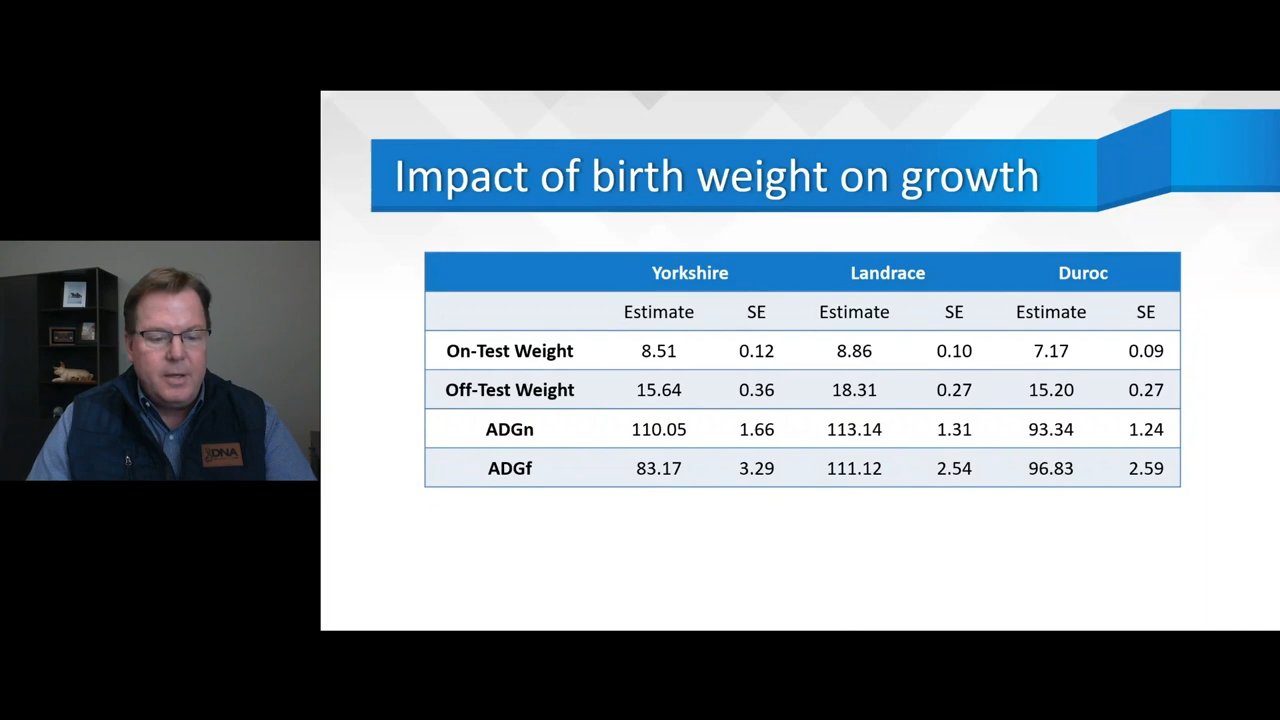 Impact of birth weight on growth
Yorkshire Landrace Duroc
Estimate SE Estimate SE Estimate SE
On-Test Weight 8.51 0.12 8.86 0.10 7.17 0.09
Off-Test Weight 15.64 0.36 18.31 0.27 15.20 0.27
ADGn 110.05 1.66 113.14 1.31 93.34 1.24
ADGf 83.17 3.29 111.12 2.54 96.83 2.59
DNA